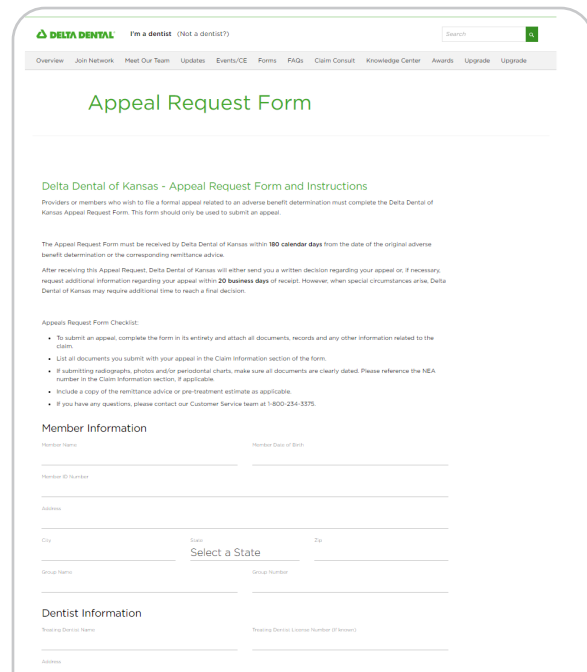 DELTA DENTAL I'm a dentist (Not a dentist?) Search
Overview Join Network Meet Our Team Updates Events/CE Forms FAQs Claim Consult Knowledge Center Awards Upgrade Upgrade
Appeal Request Form
Delta Dental of Kansas - Appeal Request Form and Instructions
Providers or members who wish to file a formal appeal related to an adverse benefit determination must complete the Delta Dental of
Kansas Appeal Request Form. This form should only be used to submit an appeal.
The Appeal Request Form must be received by Delta Dental of Kansas within 180 calendar days from the date of the original adverse
benefit determination or the corresponding remittance advice.
After receiving this Appeal Request, Delta Dental of Kansas will either send you a written decision regarding your appeal or, if necessary,
request additional information regarding your appeal within 20 business days of receipt. However, when special circumstances arise, Delta
Dental of Kansas may require additional time to reach a final decision.
Appeals Request Form Checklist:
• To submit an appeal, complete the form in its entirety and attach all documents, records and any other information related to the
claim.
• List all documents you submit with your appeal in the Claim Information section of the form.
• If submitting radiographs, photos and/or periodontal charts, make sure all documents are clearly dated. Please reference the NEA
number in the Claim Information section, if applicable.
• Include a copy of the remittance advice or pre-treatment estimate as applicable.
• If you have any questions, please contact our Customer Service team at 1-800-234-3375.
Member Information
Member Name Member Date of Birth
Member ID Number
Address
City State Zip
Select a State
Group Name Group Number
Dentist Information
Treating Dentist Name Treating Dentist License Number (if known)
Address